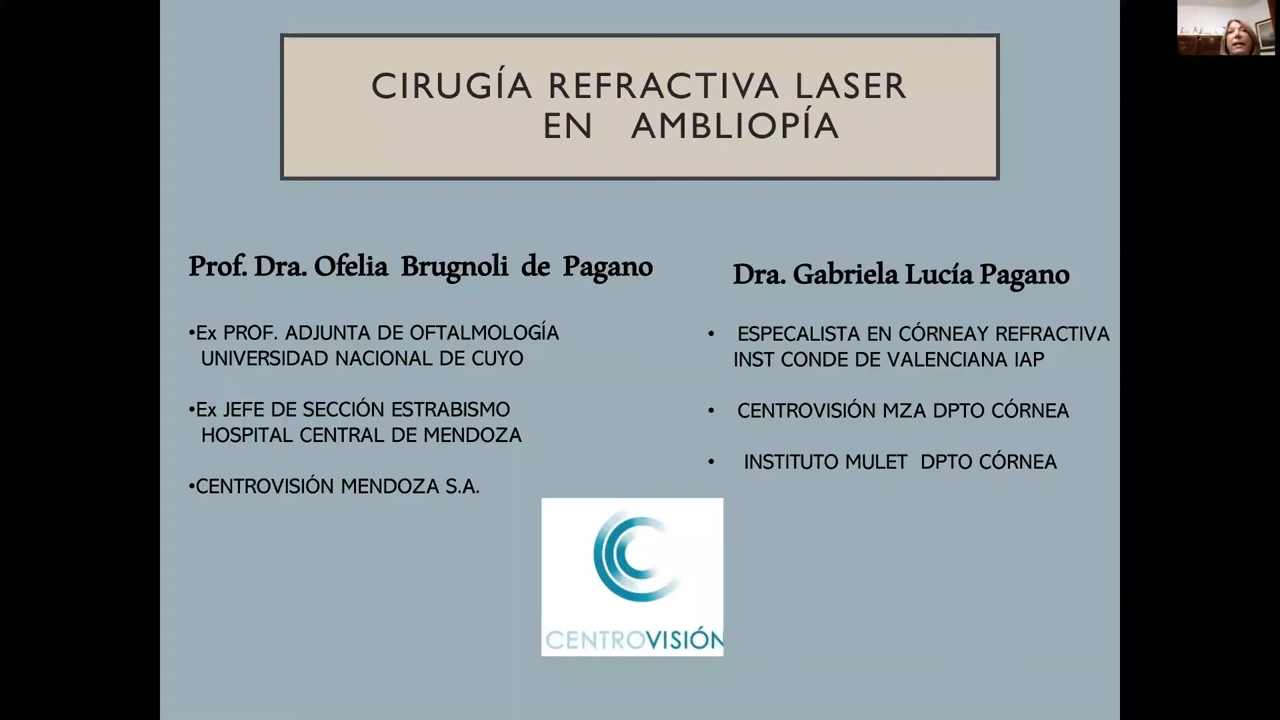 CIRUGÍA REFRACTIVA LASER
EN AMBLIOPÍA
Prof. Dra. Ofelia Brugnoli de Pagano
•Ex PROF. ADJUNTA DE OFTALMOLOGÍA
UNIVERSIDAD NACIONAL DE CUYO
•Ex JEFE DE SECCIÓN ESTRABISMO
HOSPITAL CENTRAL DE MENDOZA
•CENTROVISIÓN MENDOZA S.A.
Dra. Gabriela Lucía Pagano
• ESPECALISTA EN CÓRNEAY REFRACTIVA
INST CONDE DE VALENCIANA IAP
• CENTROVISIÓN MZA DPTO CÓRNEA
• INSTITUTO MULET DPTO CÓRNEA
CENTROVISIÓN